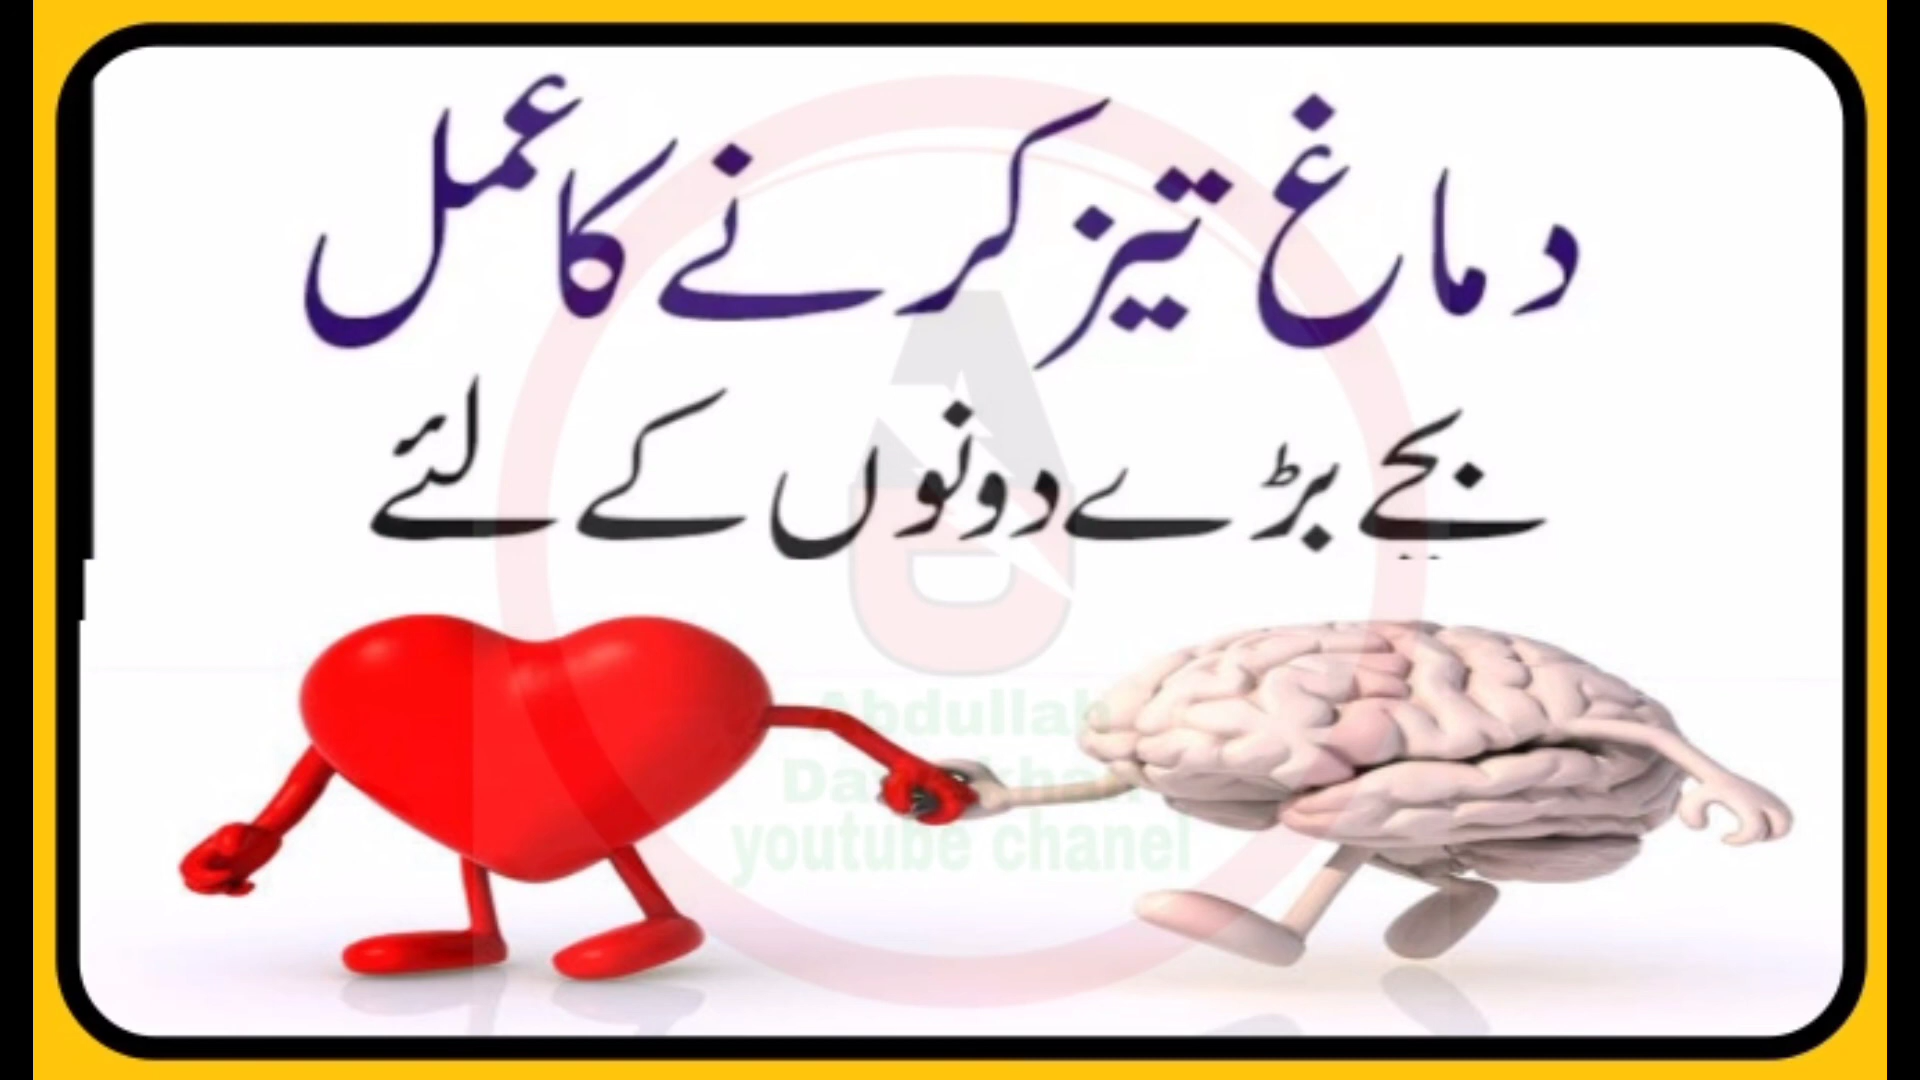 دماغ تیز کرنے کا عمل
بچے بڑے دونوں کے لئے
Abdullah
youtube chanel